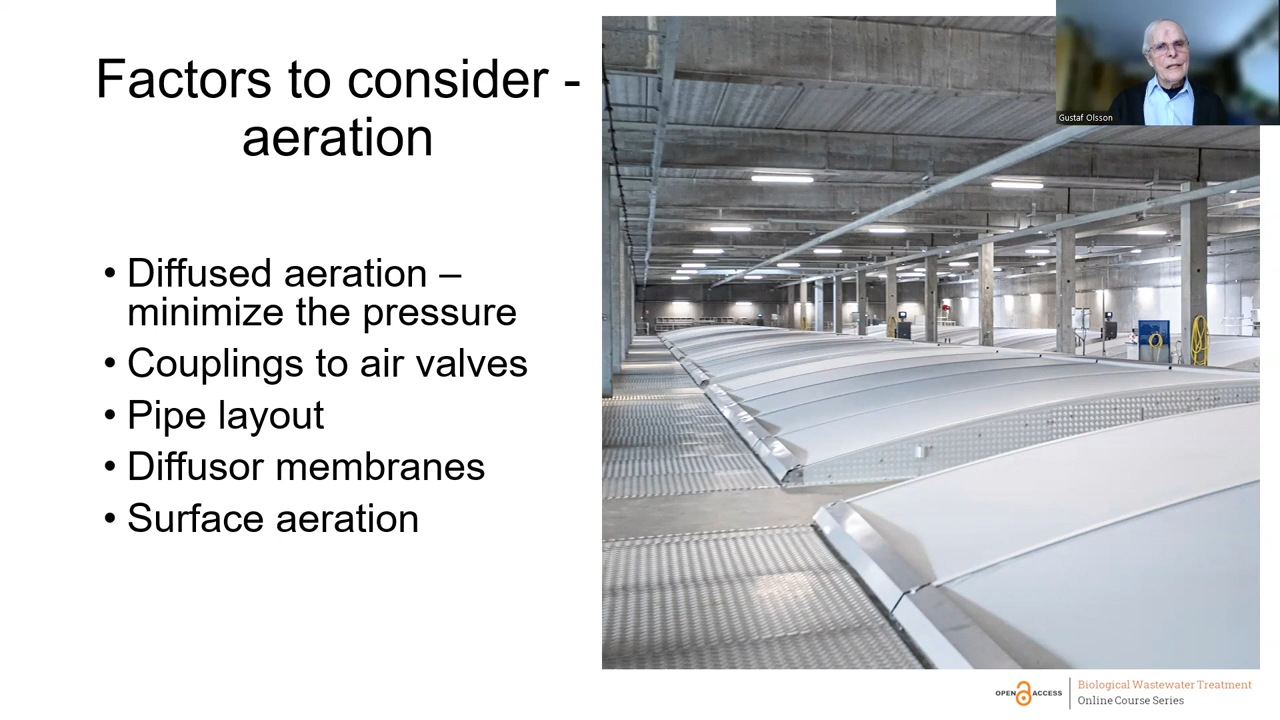 Factors to consider -
aeration
• Diffused aeration –
minimize the pressure
• Couplings to air valves
• Pipe layout
• Diffusor membranes
• Surface aeration
Gustaf Olsson
OPEN ACCESS
Biological Wastewater Treatment
Online Course Series